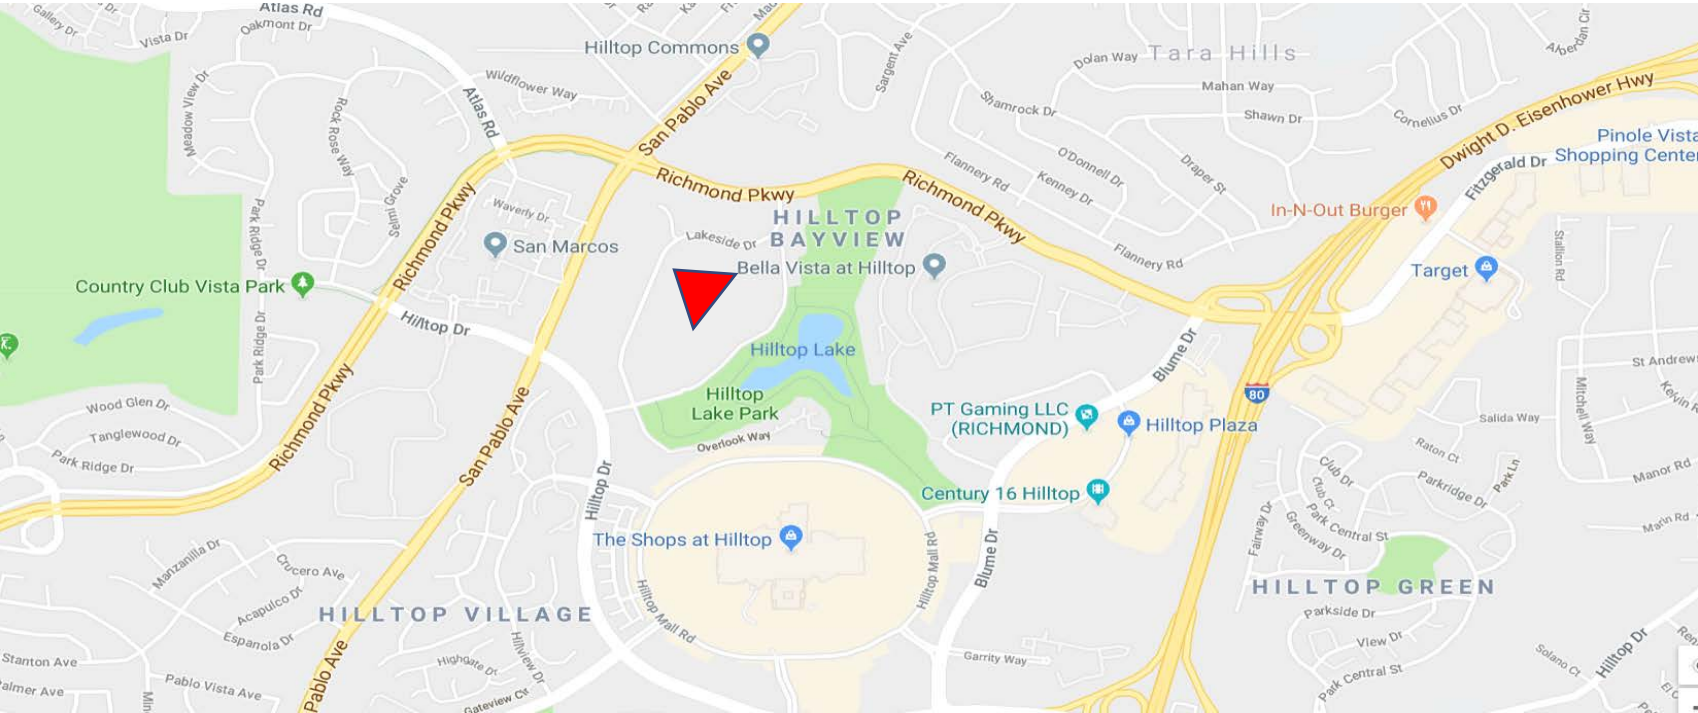 Atlas Rd
Gallery Dr
Vista Dr
Oakmont Dr
Hilltop Commons
Sargent Ave
Dolan Way
Tara Hills
Aberdan Cir
Wildflower Way
Meadow View Dr
Rock Rose Way
Atlas Rd
San Pablo Ave
Shamrock Dr
Mahan Way
Shawn Dr
Cornelius Dr
Dwight D. Eisenhower Hwy
Pinole Vista
Shopping Center
Fitzgerald Dr
Flannery Rd
O'Donnell Dr
Kenney Dr
Draper St
Richmond Pkwy
Richmond Pkwy
Richmond Pkwy
Selmi Grove
Park Ridge Dr
Waverly Dr
San Marcos
Lakeside Dr
HILLTOP
BAYVIEW
Bella Vista at Hilltop
Flannery Rd
In-N-Out Burger
Target
Stallion Rd
Country Club Vista Park
Hilltop Dr
Park Ridge Dr
Hilltop Lake
Blume Dr
St Andrew
80
Richmond Pkwy
San Pablo Ave
Hilltop
Lake Park
Overlook Way
PT Gaming LLC
(RICHMOND)
Hilltop Plaza
Mitchell Way
Kelvin R
Salida Way
Wood Glen Dr
Tanglewood Dr
Park Ridge Dr
Raton Ct
Club Dr
Club Ct
Parkridge Dr
Park Ln
Manor Rd
Hilltop Dr
Century 16 Hilltop
Park Central St
Greenway Dr
Fairway Dr
Marin Rd
The Shops at Hilltop
Hilltop Mall Rd
Blume Dr
Manzanilla Dr
Crucero Ave
Acapulco Dr
Espanola Dr
HILLTOP VILLAGE
Hilltop Mall Rd
HILLTOP GREEN
Parkside Dr
View Dr
Park Central St
Hilltop Dr
Solano Ct
Stanton Ave
Palmer Ave
Pablo Vista Ave
Pablo Ave
Highgate Dr
Hillview Dr
Gateview Ct
Garrity Way